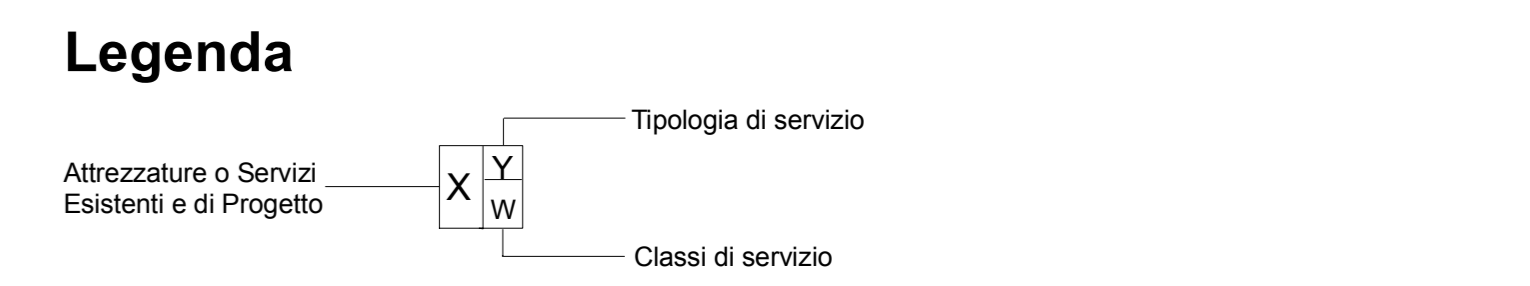 Legenda
Tipologia di servizio
Attrezzature o Servizi
Esistenti e di Progetto
X
Y
W
Classi di servizio